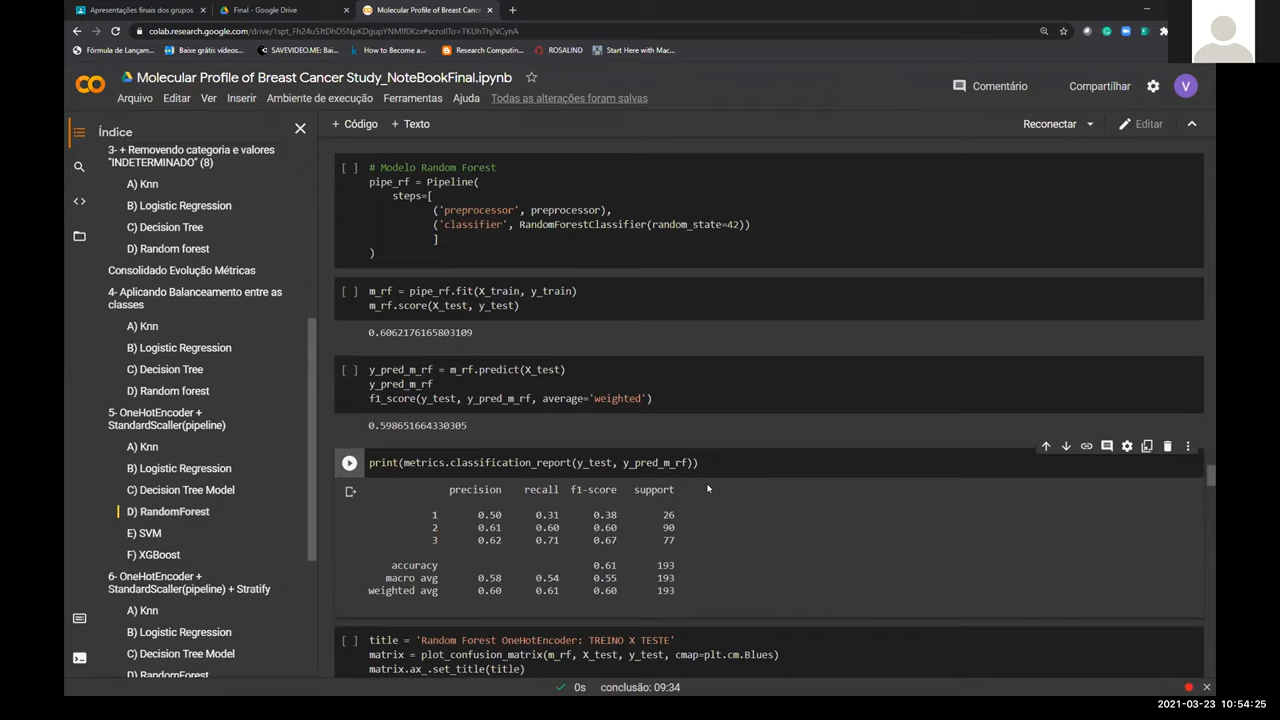 Apresentações finais dos grupos
Final - Google Drive
Molecular Profile of Breast Canc
colab.research.google.com/drive/1spt_Fh24u5JtDhD5NpKDgupYNMlf0Kzx#scrollTo=TKUhThjNCynA
Fórmula de Lançam...
Baixe grátis vídeos...
SAVEVIDEO.ME: Bai...
How to Become a...
Research Computin...
ROSALIND
Start Here with Mac...
Molecular Profile of Breast Cancer Study_NoteBookFinal.ipynb
Comentário
Compartilhar
V
Arquivo Editar Ver Inserir Ambiente de execução Ferramentas Ajuda Todas as alterações foram salvas
Índice
+ Código + Texto
Reconectar
Editar
3- + Removendo categoria e valores
"INDETERMINADO" (8)
A) Knn
B) Logistic Regression
C) Decision Tree
D) Random forest
Consolidado Evolução Métricas
4- Aplicando Balanceamento entre as
classes
A) Knn
B) Logistic Regression
C) Decision Tree
D) Random forest
5- OneHotEncoder +
StandardScaller(pipeline)
A) Knn
B) Logistic Regression
C) Decision Tree Model
D) RandomForest
E) SVM
F) XGBoost
6- OneHotEncoder +
StandardScaller(pipeline) + Stratify
A) Knn
B) Logistic Regression
C) Decision Tree Model
D) RandomForest
[ ] # Modelo Random Forest
pipe_rf = Pipeline(
steps=[
('preprocessor', preprocessor),
('classifier', RandomForestClassifier(random_state=42))
]
)
[ ] m_rf = pipe_rf.fit(X_train, y_train)
m_rf.score(X_test, y_test)
0.6062176165803109
[ ] y_pred_m_rf = m_rf.predict(X_test)
y_pred_m_rf
f1_score(y_test, y_pred_m_rf, average='weighted')
0.598651664330305
print(metrics.classification_report(y_test, y_pred_m_rf))
precision recall f1-score support
1 0.50 0.31 0.38 26
2 0.61 0.60 0.60 90
3 0.62 0.71 0.67 77
accuracy 0.61 193
macro avg 0.58 0.54 0.55 193
weighted avg 0.60 0.61 0.60 193
[ ] title = 'Random Forest OneHotEncoder: TREINO X TESTE'
matrix = plot_confusion_matrix(m_rf, X_test, y_test, cmap=plt.cm.Blues)
matrix.ax_.set_title(title)
0s conclusão: 09:34
2021-03-23 10:54:25